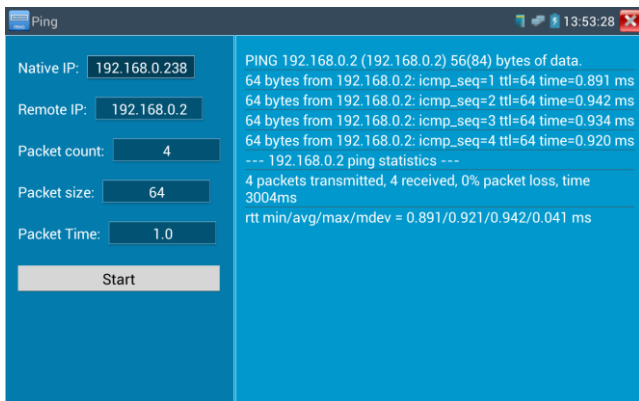 Ping
13:53:28
Native IP: 192.168.0.238
Remote IP: 192.168.0.2
Packet count: 4
Packet size: 64
Packet Time: 1.0
Start
PING 192.168.0.2 (192.168.0.2) 56(84) bytes of data.
64 bytes from 192.168.0.2: icmp_seq=1 ttl=64 time=0.891 ms
64 bytes from 192.168.0.2: icmp_seq=2 ttl=64 time=0.942 ms
64 bytes from 192.168.0.2: icmp_seq=3 ttl=64 time=0.934 ms
64 bytes from 192.168.0.2: icmp_seq=4 ttl=64 time=0.920 ms
--- 192.168.0.2 ping statistics ---
4 packets transmitted, 4 received, 0% packet loss, time
3004ms
rtt min/avg/max/mdev = 0.891/0.921/0.942/0.041 ms